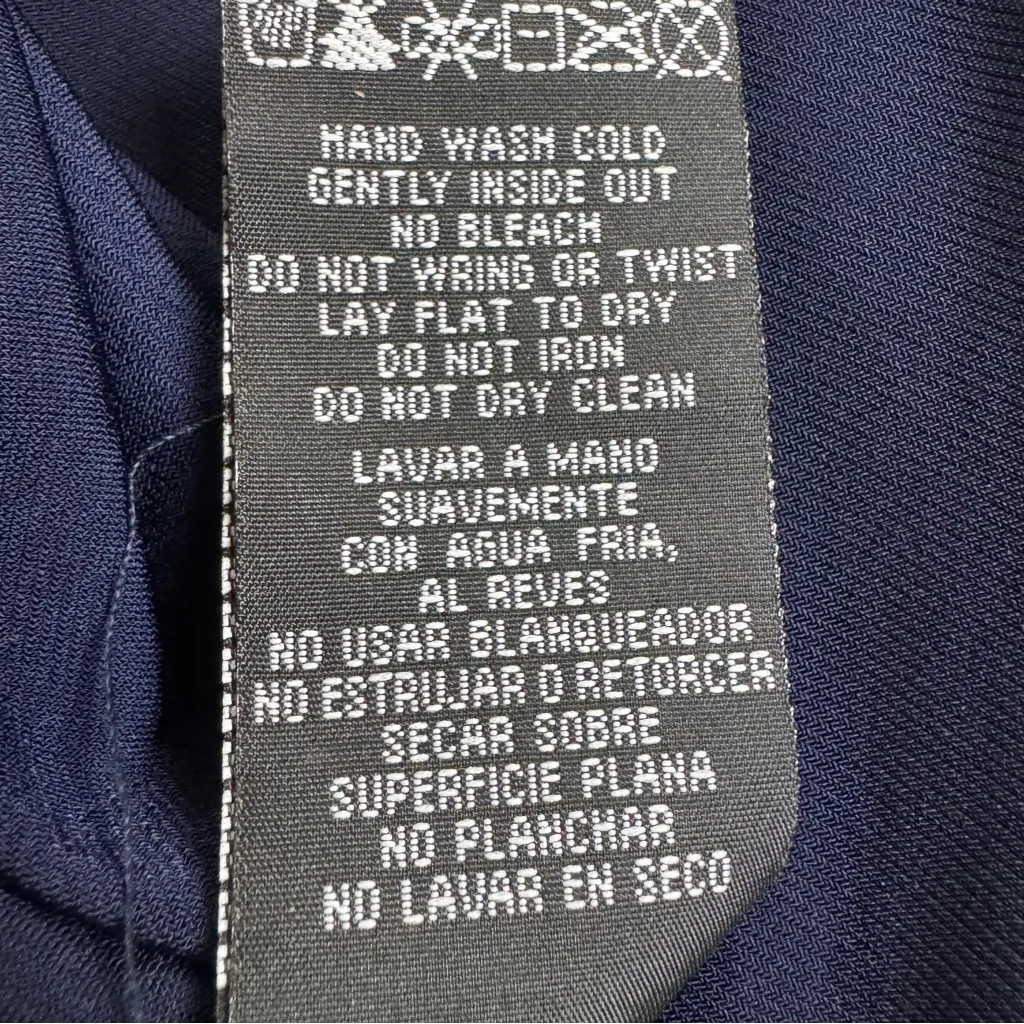 HAND WASH COLD
GENTLY INSIDE OUT
NO BLEACH
DO NOT WRING OR TWIST
LAY FLAT TO DRY
DO NOT IRON
DO NOT DRY CLEAN
LAVAR A MANO
SUAVEMENTE
CON AGUA FRIA,
AL REVES
NO USAR BLANQUEADOR
NO ESTRUJAR O RETORCER
SECAR SOBRE
SUPERFICIE PLANA
NO PLANCHAR
NO LAVAR EN SECO